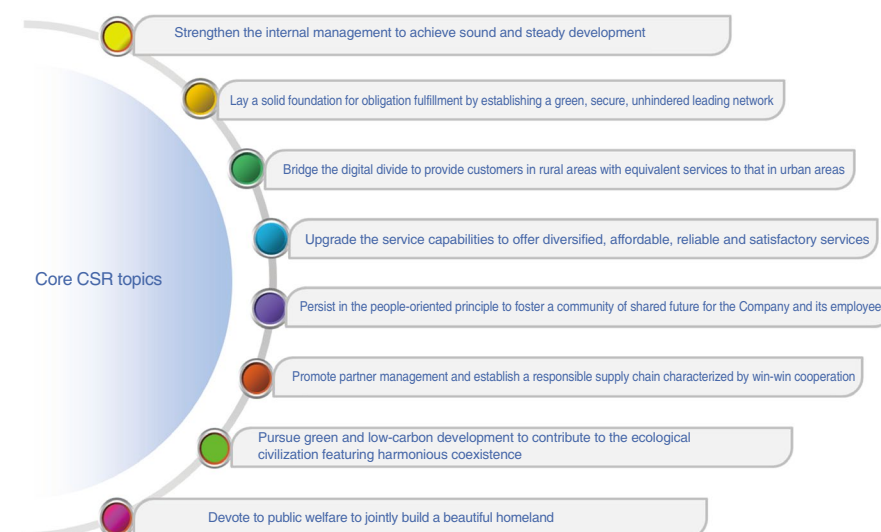 Strengthen the internal management to achieve sound and steady development
Lay a solid foundation for obligation fulfillment by establishing a green, secure, unhindered leading network
Bridge the digital divide to provide customers in rural areas with equivalent services to that in urban areas
Upgrade the service capabilities to offer diversified, affordable, reliable and satisfactory services
Core CSR topics
Persist in the people-oriented principle to foster a community of shared future for the Company and its employee
Promote partner management and establish a responsible supply chain characterized by win-win cooperation
Pursue green and low-carbon development to contribute to the ecological
civilization featuring harmonious coexistence
Devote to public welfare to jointly build a beautiful homeland